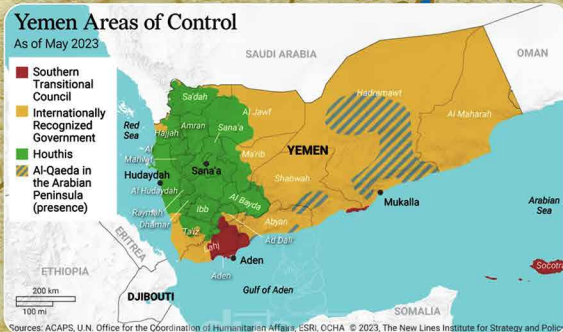 Yemen Areas of Control
As of May 2023
Southern
Transitional
Council
Internationally
Recognized
Government
Houthis
Al-Qaeda in
the Arabian
Peninsula
(presence)
SAUDI ARABIA
OMAN
Red
Sea
Sa'dah
Al Jawf
Hadramawt
Al Maharah
Hajjah
Amran
Sana'a
Al
Mahwit
Ma'rib
YEMEN
Hudaydah
Sana'a
Shabwah
Al Hudaydah
Mukalla
Arabian
Sea
Raymah
Dhamar
Ibb
Al Bayda
Abyan
Ta'iz
Ad Dali
Lahj
Aden
Aden
Socotra
ERITREA
ETHIOPIA
Gulf of Aden
DJIBOUTI
SOMALIA
200 km
100 mi
Sources: ACAPS, U.N. Office for the Coordination of Humanitarian Affairs, ESRI, OCHA © 2023, The New Lines Institute for Strategy and